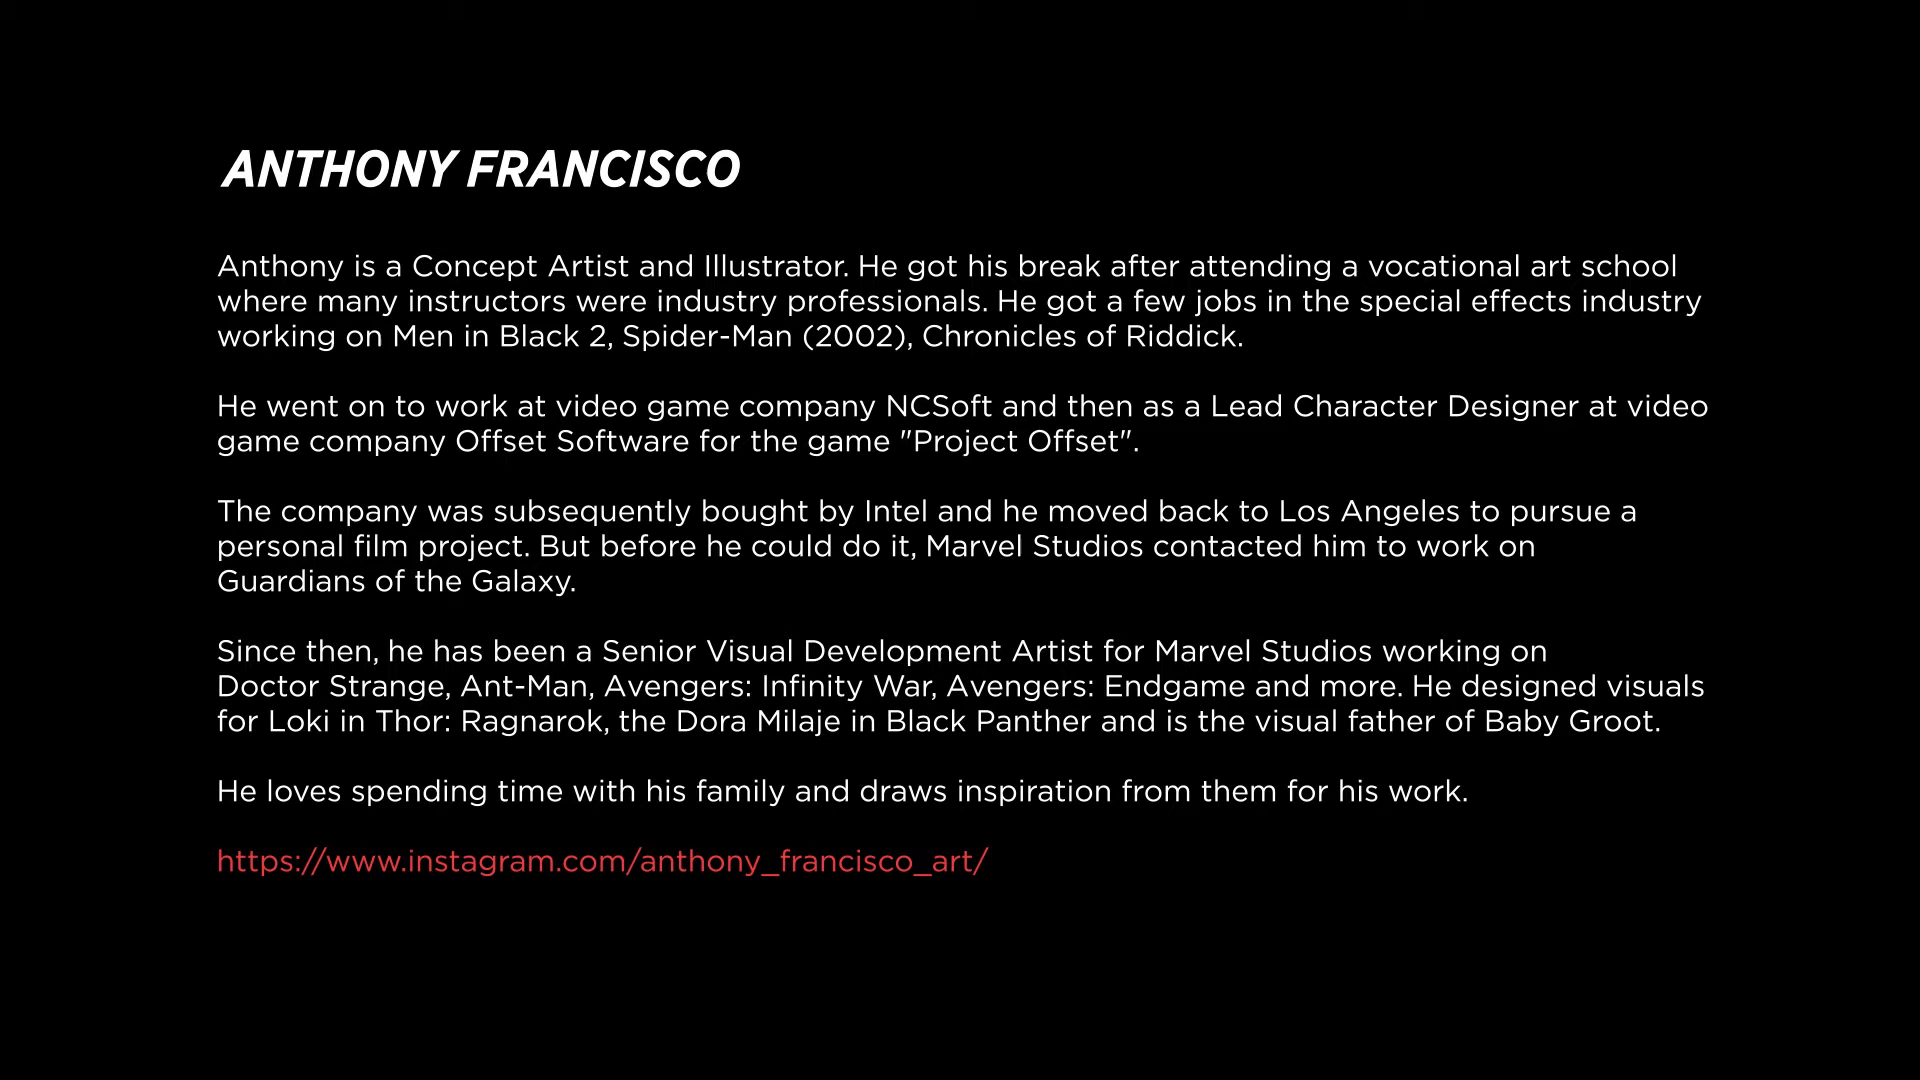 ANTHONY FRANCISCO
Anthony is a Concept Artist and Illustrator. He got his break after attending a vocational art school
where many instructors were industry professionals. He got a few jobs in the special effects industry
working on Men in Black 2, Spider-Man (2002), Chronicles of Riddick.
He went on to work at video game company NCSoft and then as a Lead Character Designer at video
game company Offset Software for the game "Project Offset".
The company was subsequently bought by Intel and he moved back to Los Angeles to pursue a
personal film project. But before he could do it, Marvel Studios contacted him to work on
Guardians of the Galaxy.
Since then, he has been a Senior Visual Development Artist for Marvel Studios working on
Doctor Strange, Ant-Man, Avengers: Infinity War, Avengers: Endgame and more. He designed visuals
for Loki in Thor: Ragnarok, the Dora Milaje in Black Panther and is the visual father of Baby Groot.
He loves spending time with his family and draws inspiration from them for his work.
https://www.instagram.com/anthony_francisco_art/